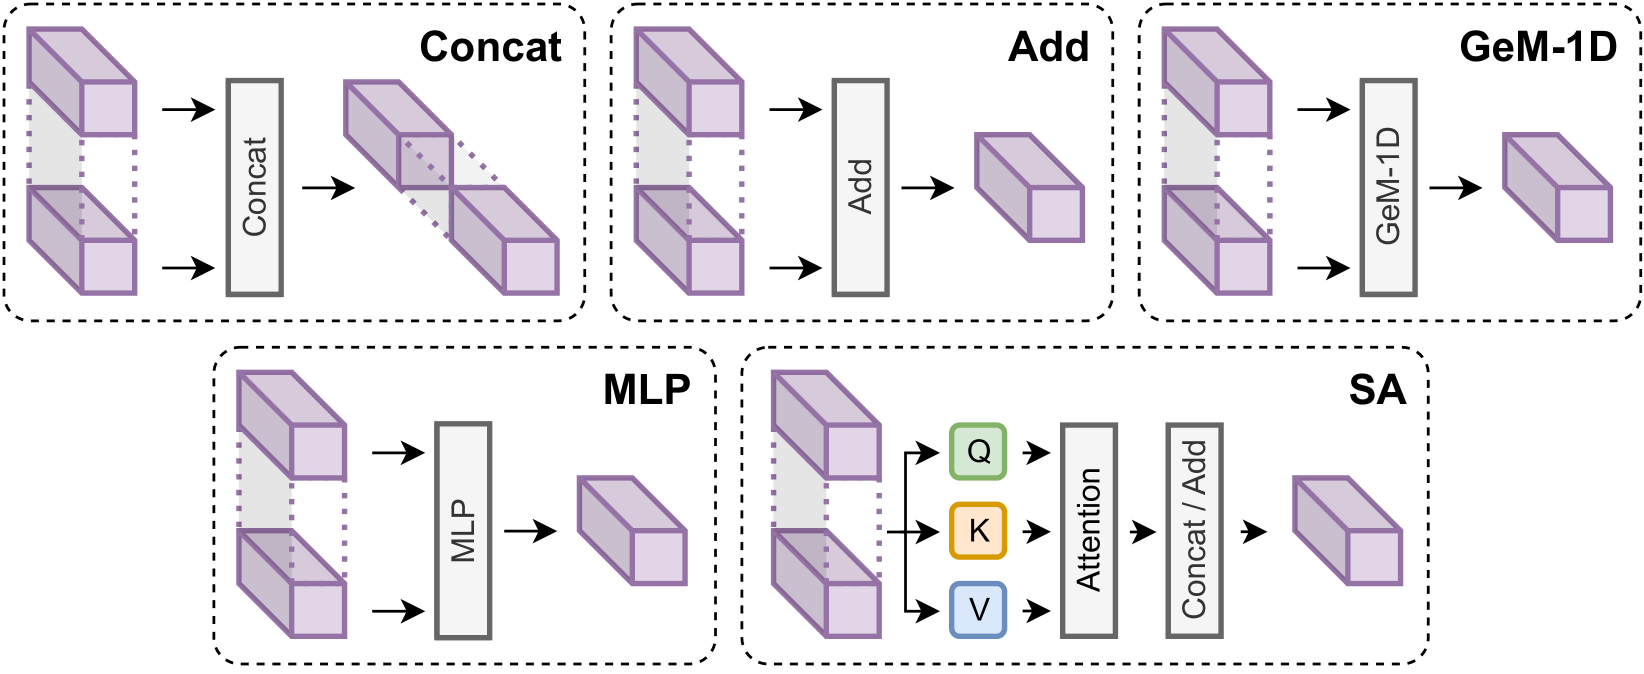 Concat
Concat
Add
Add
GeM-1D
GeM-1D
MLP
MLP
SA
Q
K
V
Attention
Concat / Add